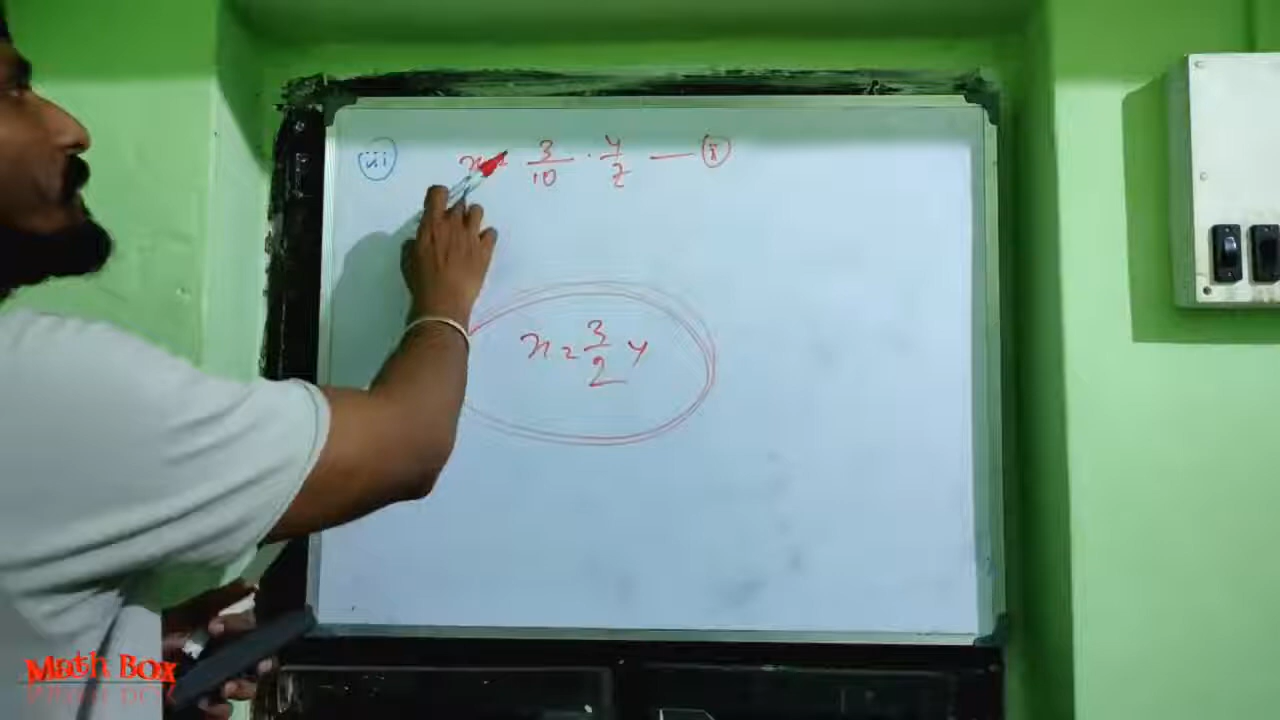 (iii) x = 3/10 · y/z — (i)
x = 3/2 y
Math Box